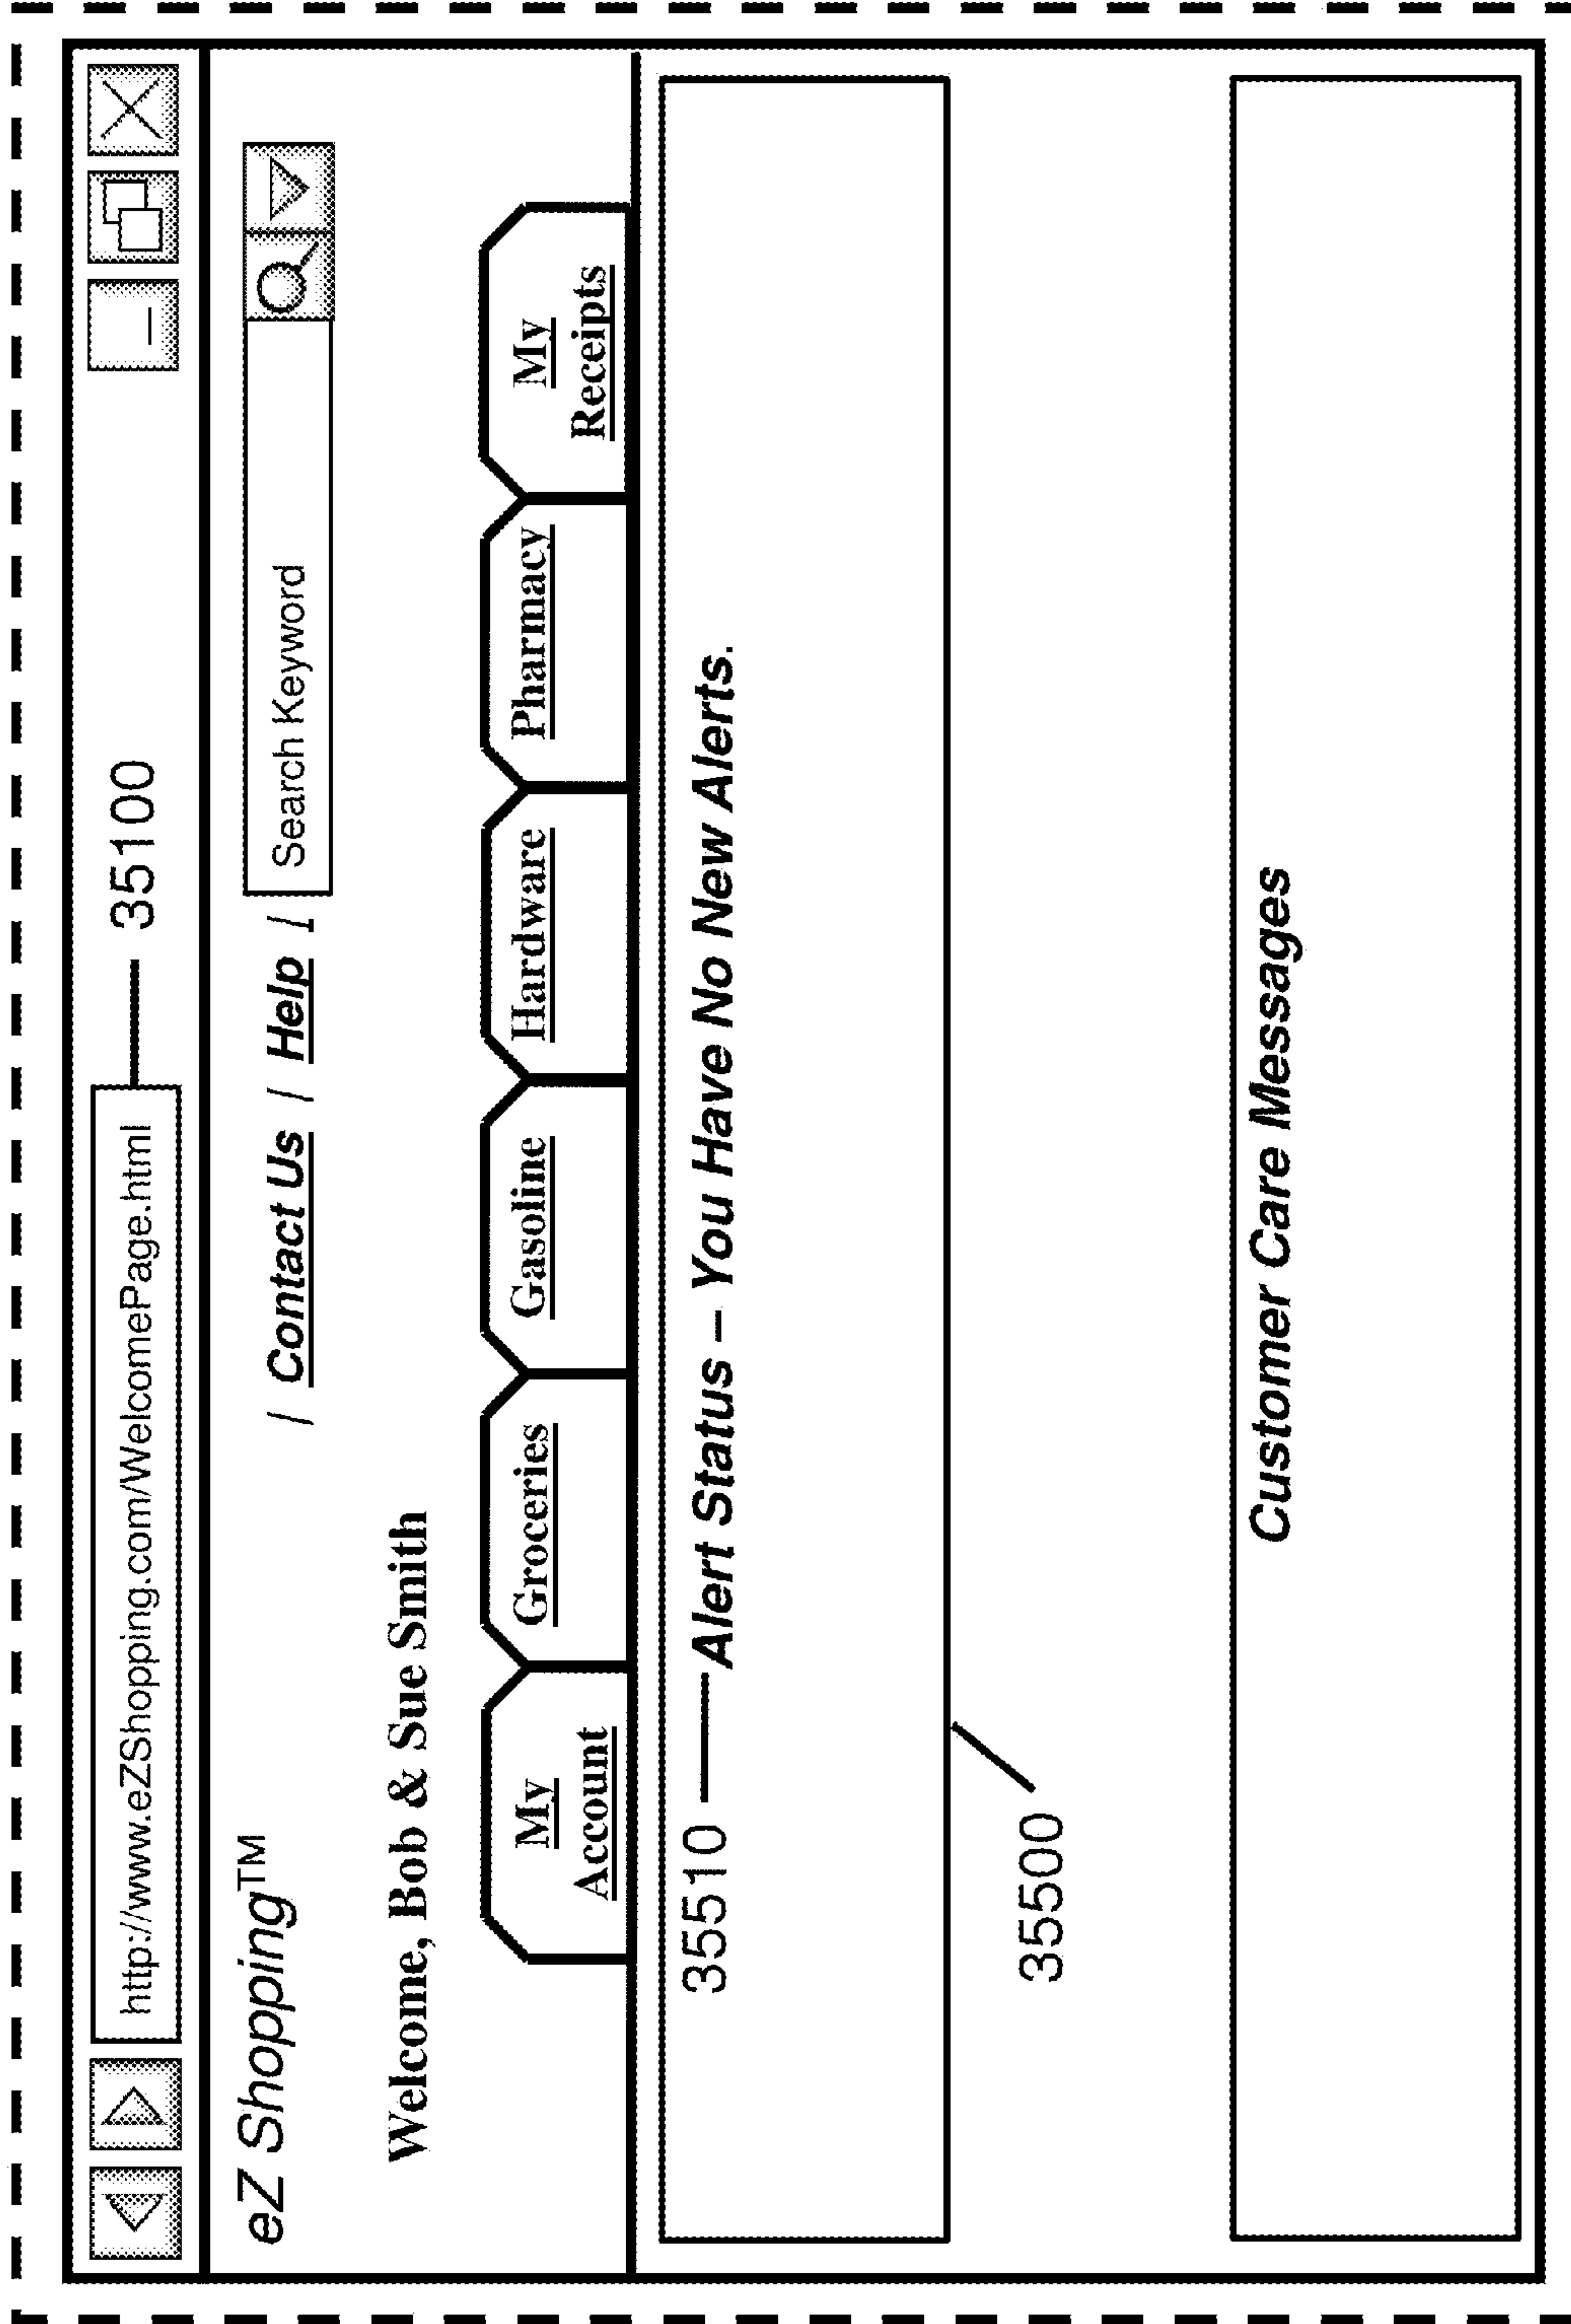 http://www.eZShopping.com/WelcomePage.html 35100
eZ Shopping™ / Contact Us / Help / Search Keyword
Welcome, Bob & Sue Smith
My Account Groceries Gasoline Hardware Pharmacy My Receipts
35510 Alert Status – You Have No New Alerts.
35500
Customer Care Messages